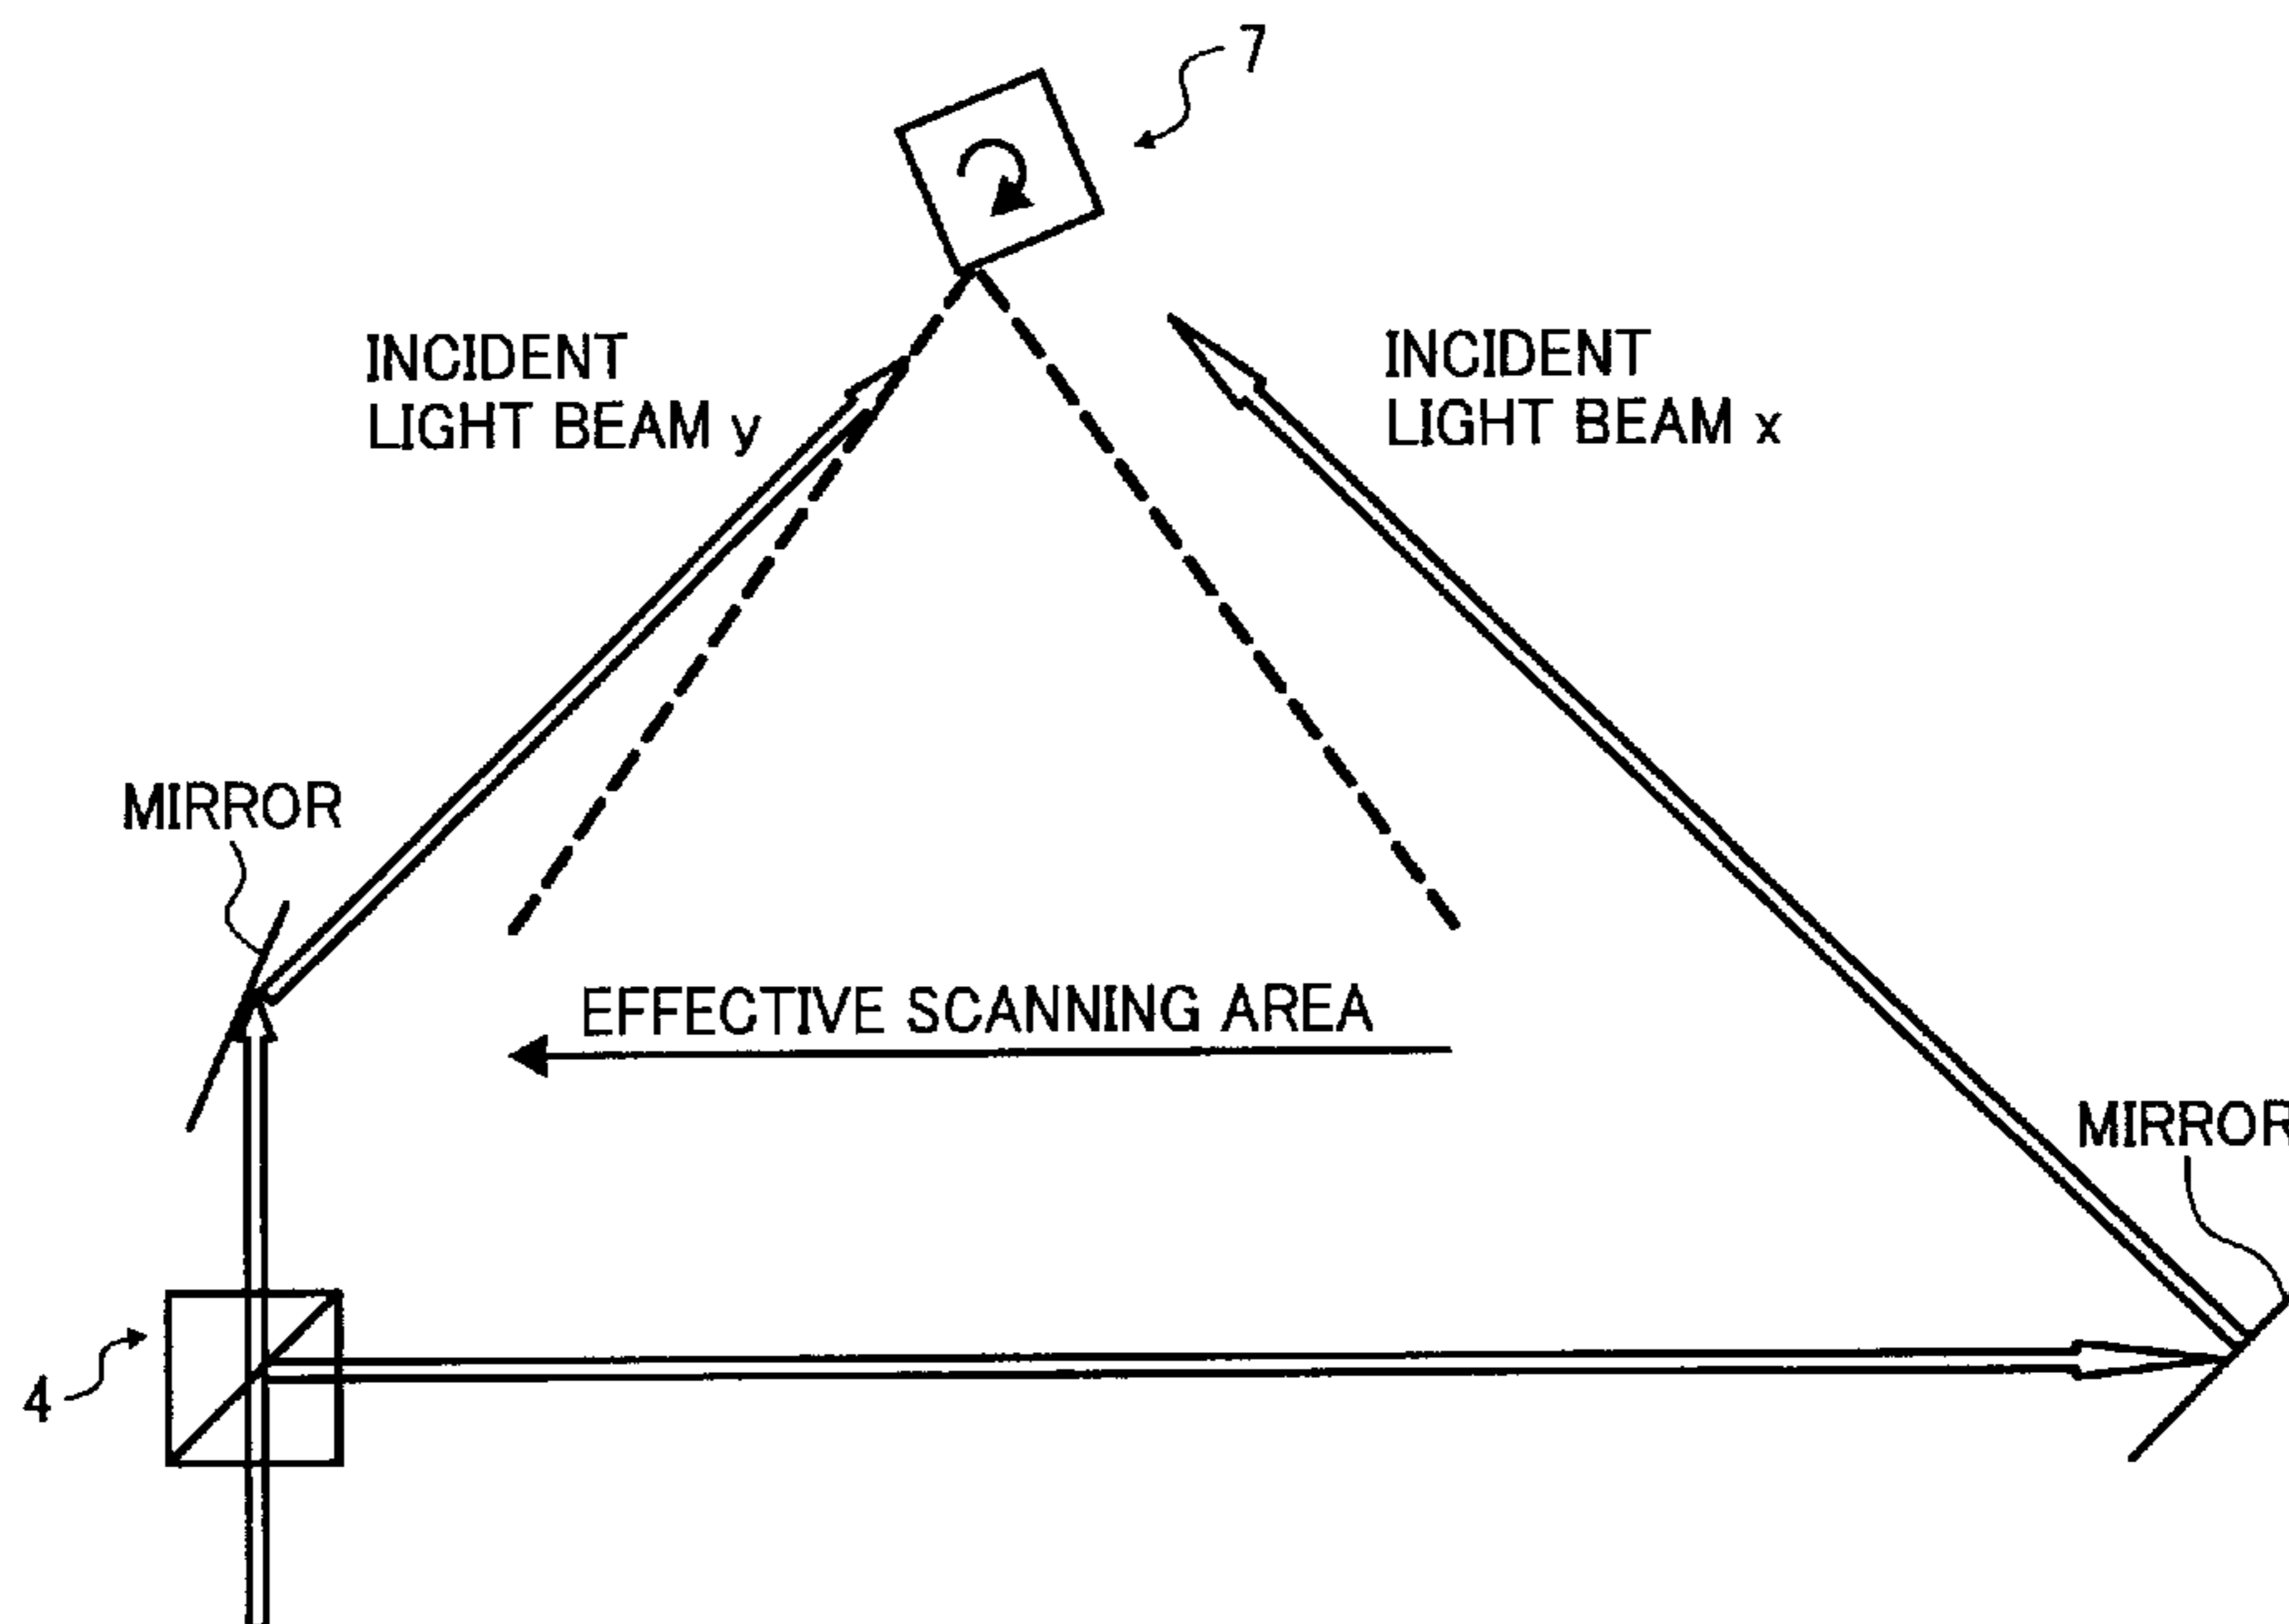 7
INCIDENT
LIGHT BEAM y
INCIDENT
LIGHT BEAM x
MIRROR
EFFECTIVE SCANNING AREA
MIRROR
4